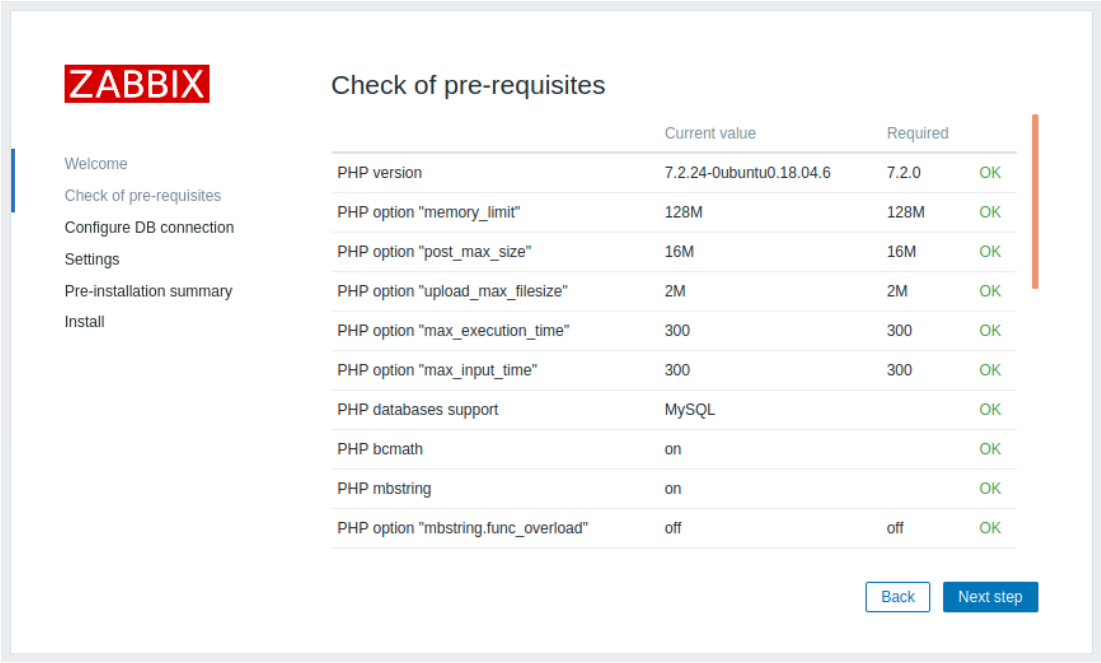 ZABBIX
Check of pre-requisites
Welcome
Check of pre-requisites
Configure DB connection
Settings
Pre-installation summary
Install
Current value Required
PHP version 7.2.24-0ubuntu0.18.04.6 7.2.0 OK
PHP option "memory_limit" 128M 128M OK
PHP option "post_max_size" 16M 16M OK
PHP option "upload_max_filesize" 2M 2M OK
PHP option "max_execution_time" 300 300 OK
PHP option "max_input_time" 300 300 OK
PHP databases support MySQL OK
PHP bcmath on OK
PHP mbstring on OK
PHP option "mbstring.func_overload" off off OK
Back Next step